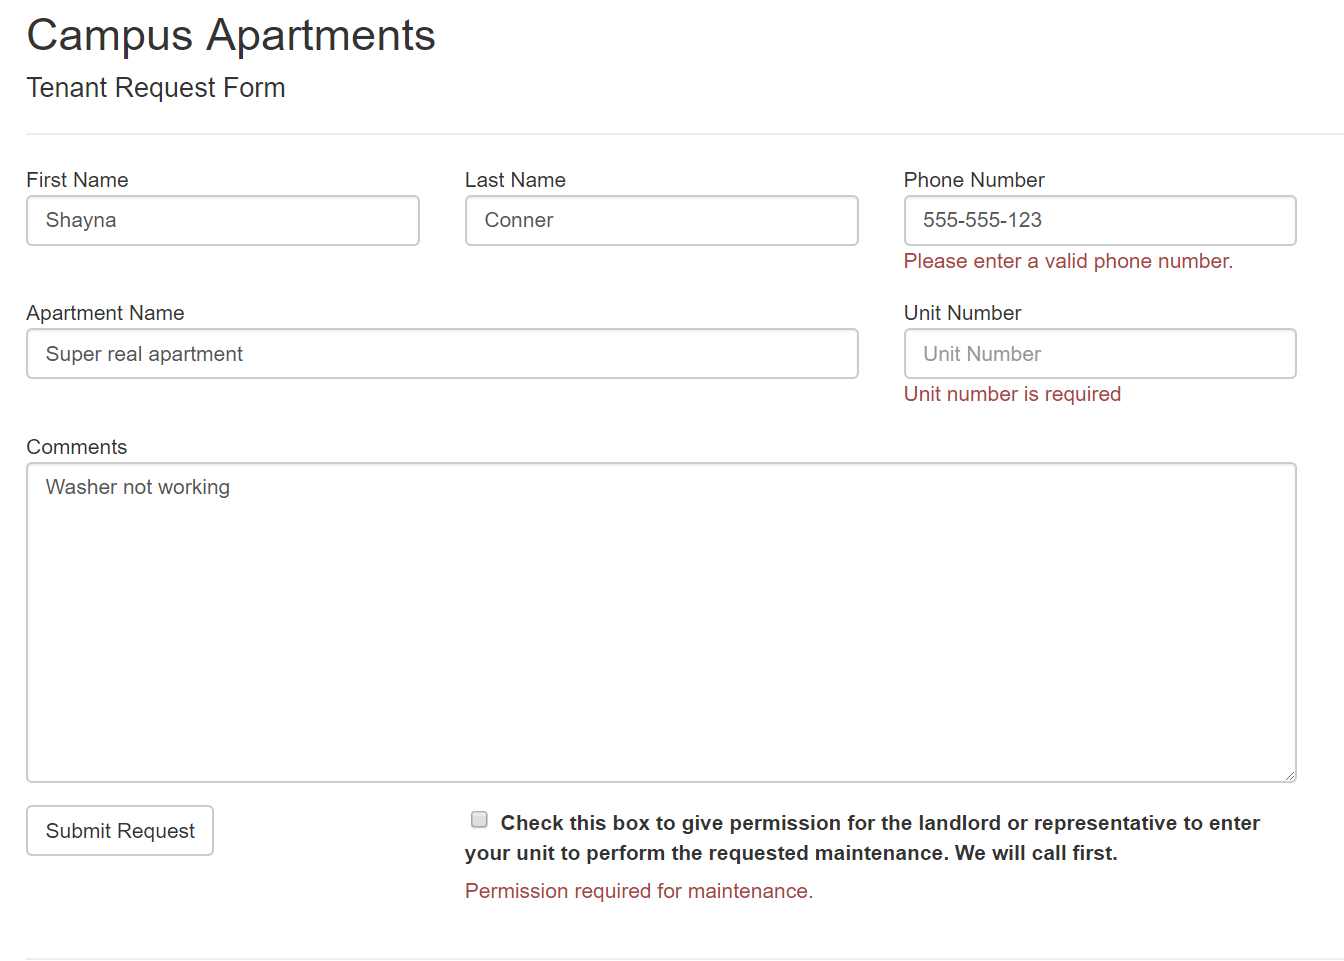 Campus Apartments
Tenant Request Form
First Name
Last Name
Phone Number
Shayna
Conner
555-555-123
Please enter a valid phone number.
Apartment Name
Unit Number
Super real apartment
Unit Number
Unit number is required
Comments
Washer not working
Submit Request
Check this box to give permission for the landlord or representative to enter
your unit to perform the requested maintenance. We will call first.
Permission required for maintenance.